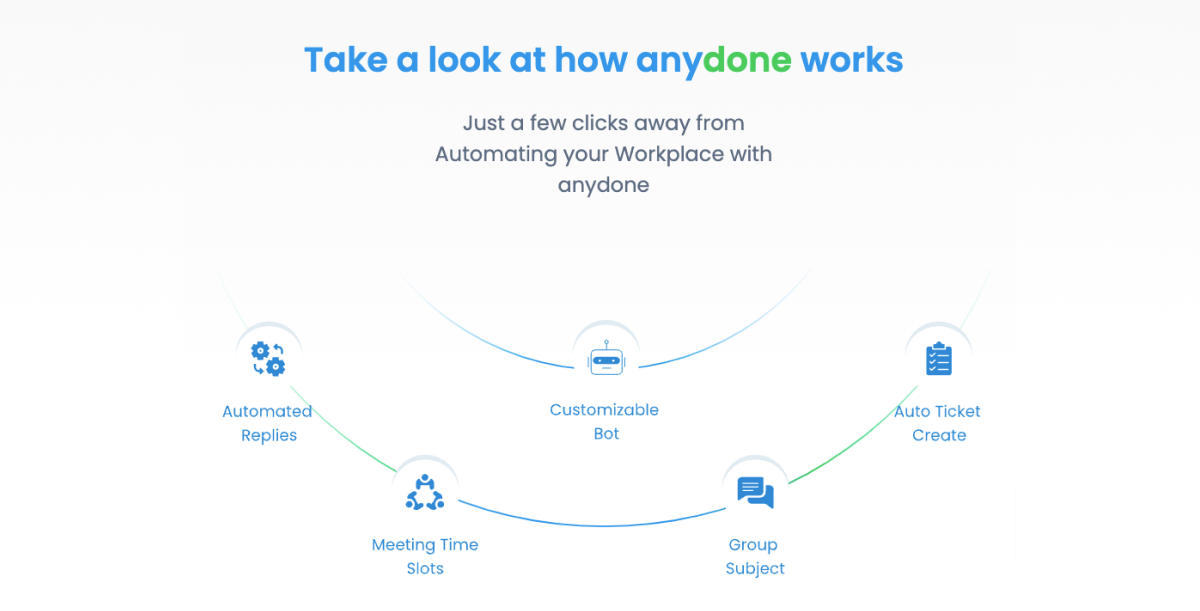 Take a look at how anydone works
Just a few clicks away from
Automating your Workplace with
anydone
Automated
Replies
Customizable
Bot
Auto Ticket
Create
Meeting Time
Slots
Group
Subject